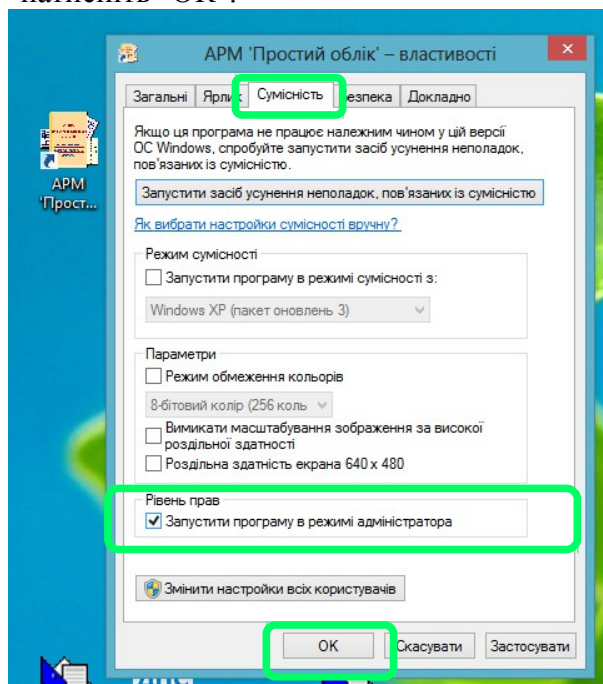 натисніть "ОК".
АРМ 'Простий облік' – властивості
Загальні Ярлик Сумісність Безпека Докладно
Якщо ця програма не працює належним чином у цій версії
ОС Windows, спробуйте запустити засіб усунення неполадок,
пов'язаних із сумісністю.
АРМ
'Прост...
Запустити засіб усунення неполадок, пов'язаних із сумісністю
Як вибрати настройки сумісності вручну?
Режим сумісності
Запустити програму в режимі сумісності з:
Windows XP (пакет оновлень 3)
Параметри
Режим обмеження кольорів
8-бітовий колір (256 коль
Вимикати масштабування зображення за високої
роздільної здатності
Роздільна здатність екрана 640 x 480
Рівень прав
Запустити програму в режимі адміністратора
Змінити настройки всіх користувачів
ОК Скасувати Застосувати